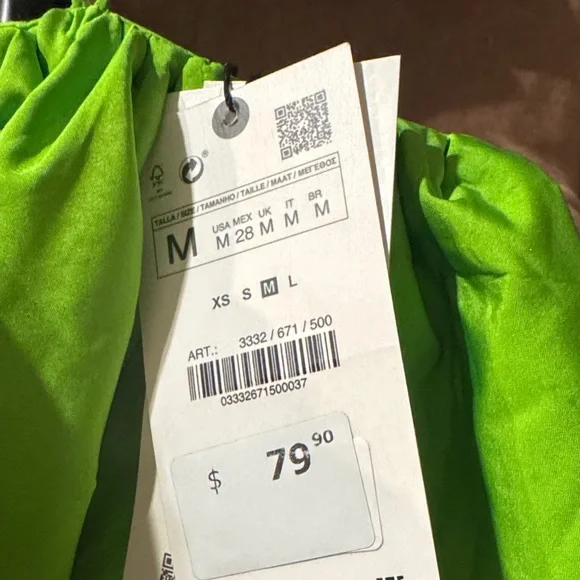 TALLA / SIZE / TAMANHO / TAILLE / MAAT / ΜΕΓΕΘΟΣ
M
USA MEX UK IT BR
M 28 M M M
XS S M L
ART.: 3332 / 671 / 500
03332671500037
$ 79 90